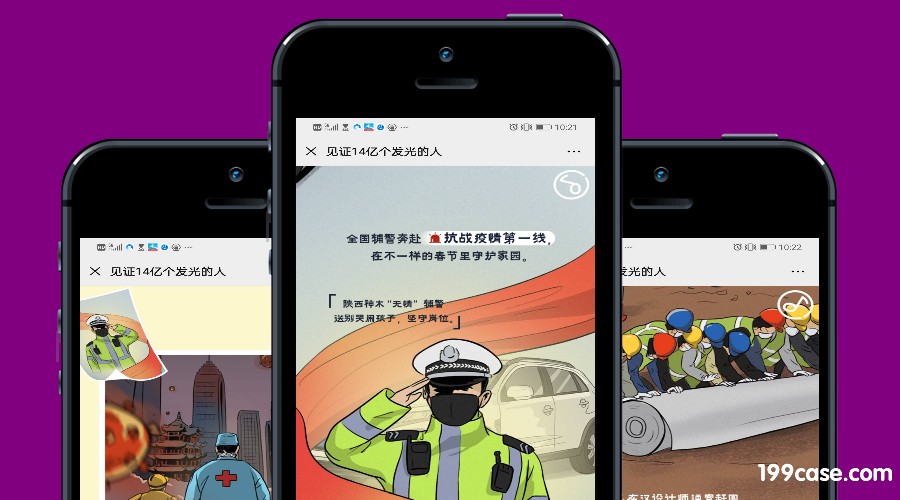 10:21
见证14亿个发光的人
全国辅警奔赴 抗战疫情第一线，
在不一样的春节里守护家园。
「陕西神木“无情”辅警
送别哭闹孩子，坚守岗位。」
见证14亿个发光的人
10:22
发光的人
199case.com